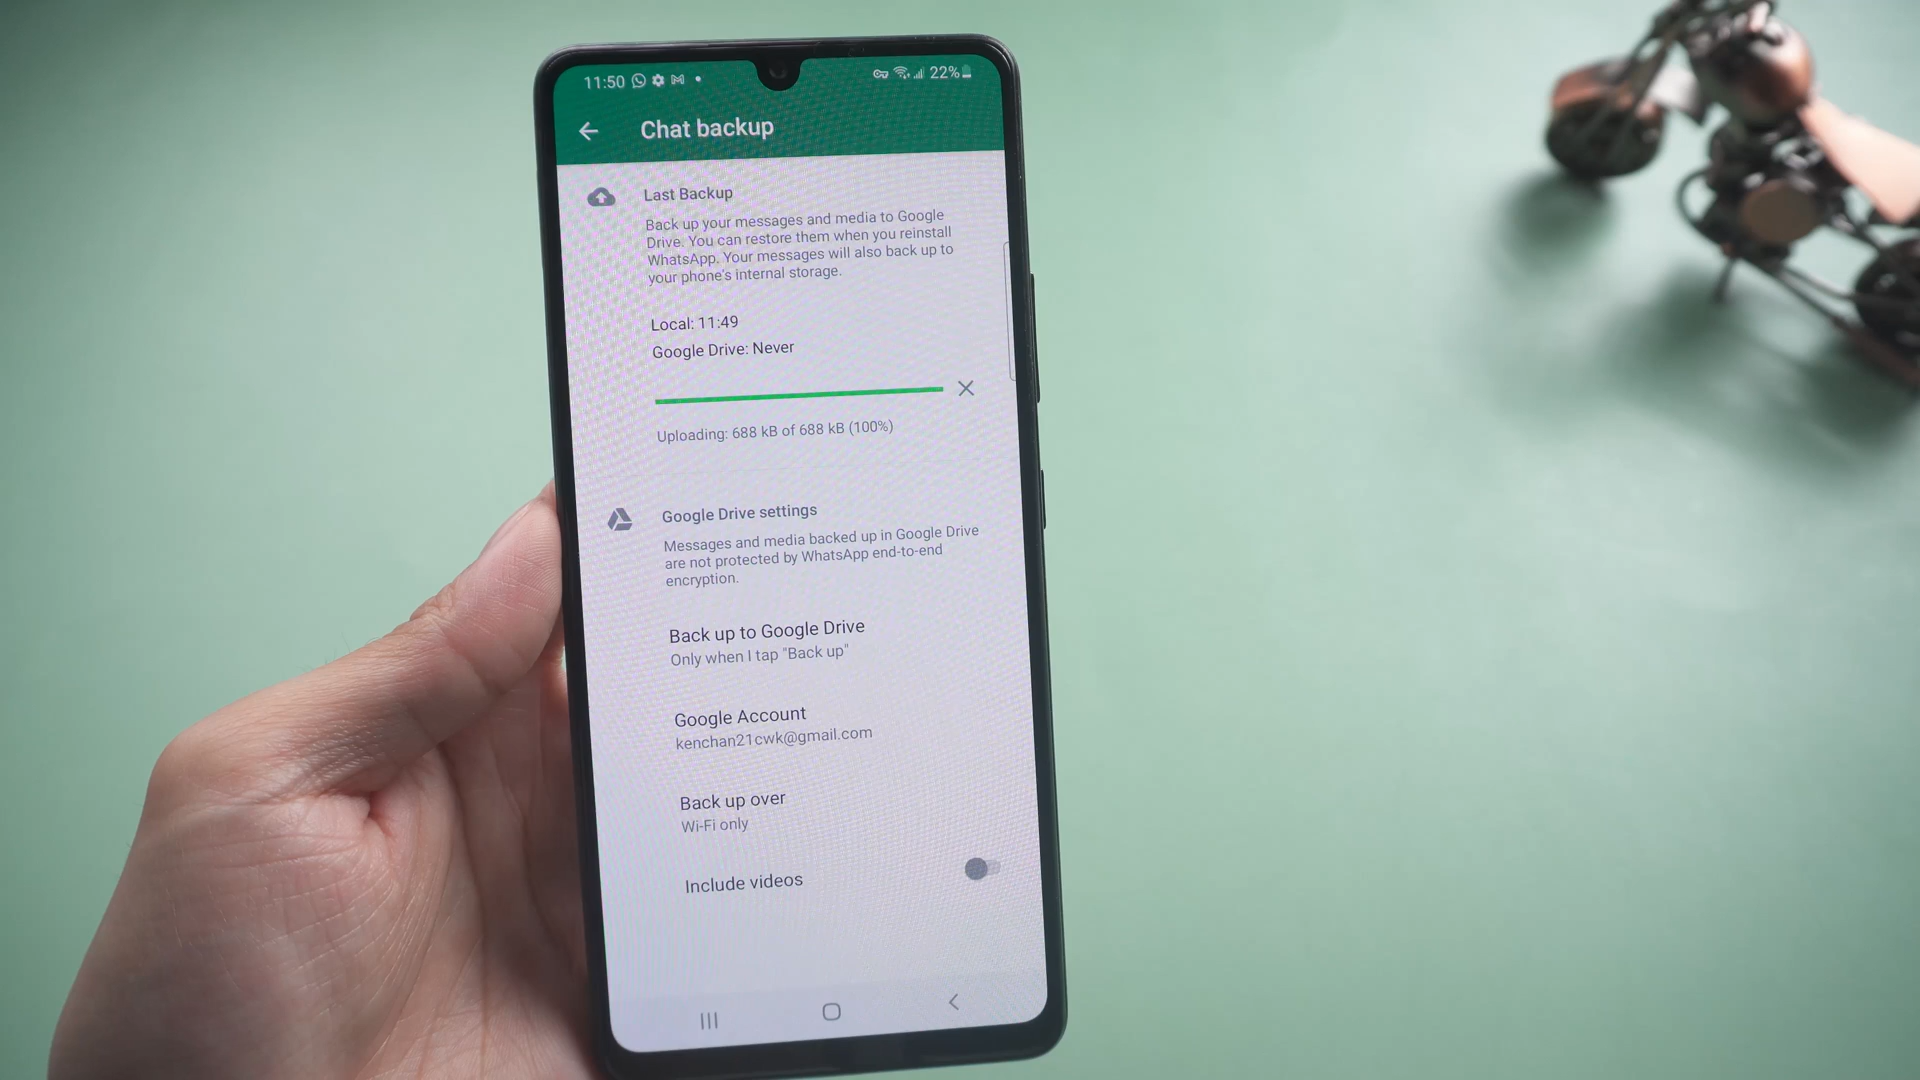 11:50
22%
Chat backup
Last Backup
Back up your messages and media to Google
Drive. You can restore them when you reinstall
WhatsApp. Your messages will also back up to
your phone's internal storage.
Local: 11:49
Google Drive: Never
Uploading: 688 kB of 688 kB (100%)
Google Drive settings
Messages and media backed up in Google Drive
are not protected by WhatsApp end-to-end
encryption.
Back up to Google Drive
Only when I tap "Back up"
Google Account
kenchan21cwk@gmail.com
Back up over
Wi-Fi only
Include videos